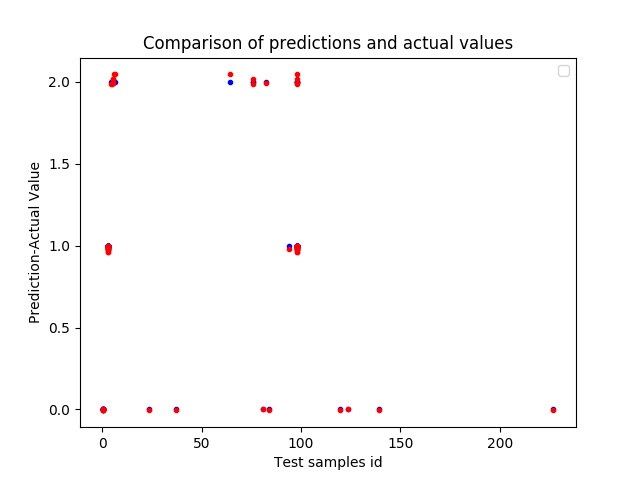 Comparison of predictions and actual values
2.0
1.5
1.0
0.5
0.0
Prediction-Actual Value
0 50 100 150 200
Test samples id